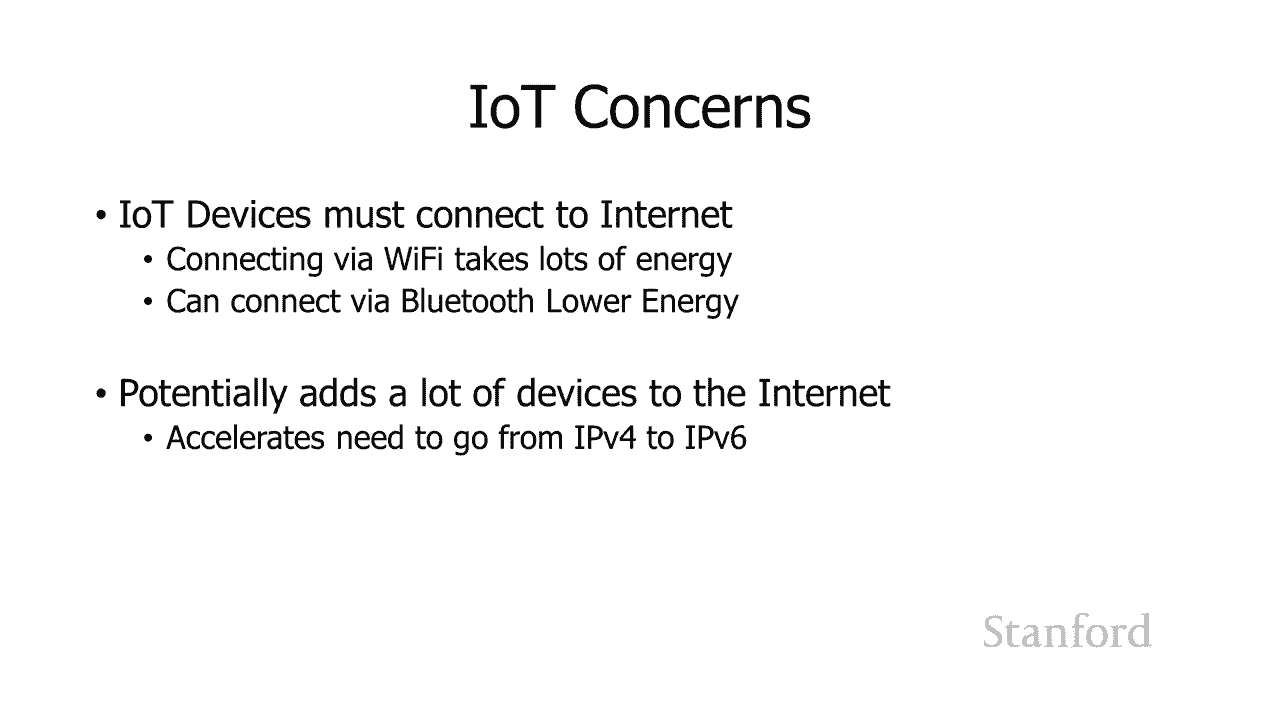 IoT Concerns
• IoT Devices must connect to Internet
• Connecting via WiFi takes lots of energy
• Can connect via Bluetooth Lower Energy
• Potentially adds a lot of devices to the Internet
• Accelerates need to go from IPv4 to IPv6
Stanford